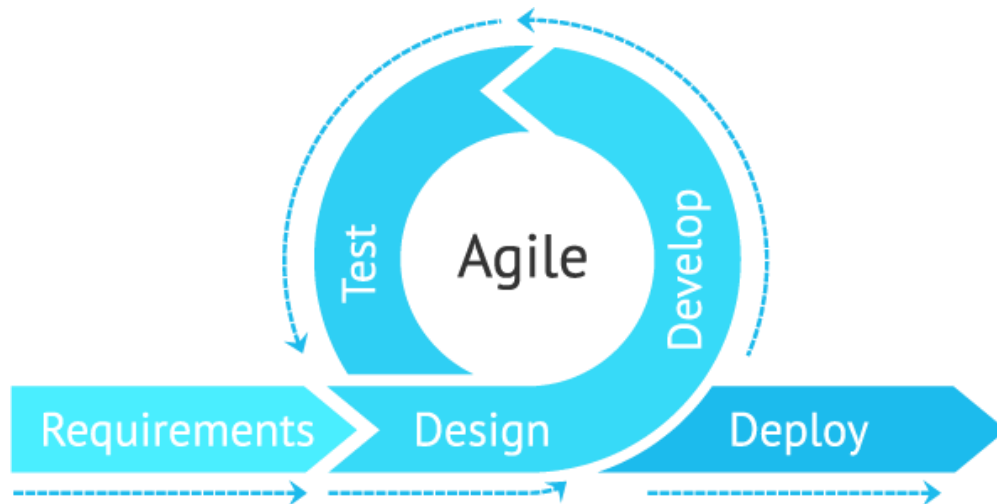 Agile
Test
Develop
Requirements
Design
Deploy